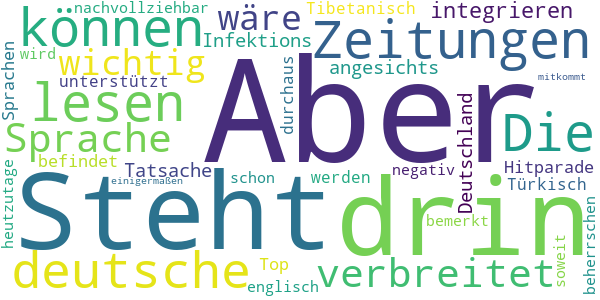 nachvollziehbar
Tibetanisch
integrieren
können
wäre
Zeitungen
Infektions
wird
wichtig
angesichts
Sprachen
unterstützt
durchaus
Aber
mitkommt
lesen
Sprache
Die
Deutschland
befindet
Tatsache
negativ
Hitparade
heutzutage
einigermaßen
schon
werden
Türkisch
Steht
drin
bemerkt
beherrschen
deutsche
Top
englisch
verbreitet
soweit